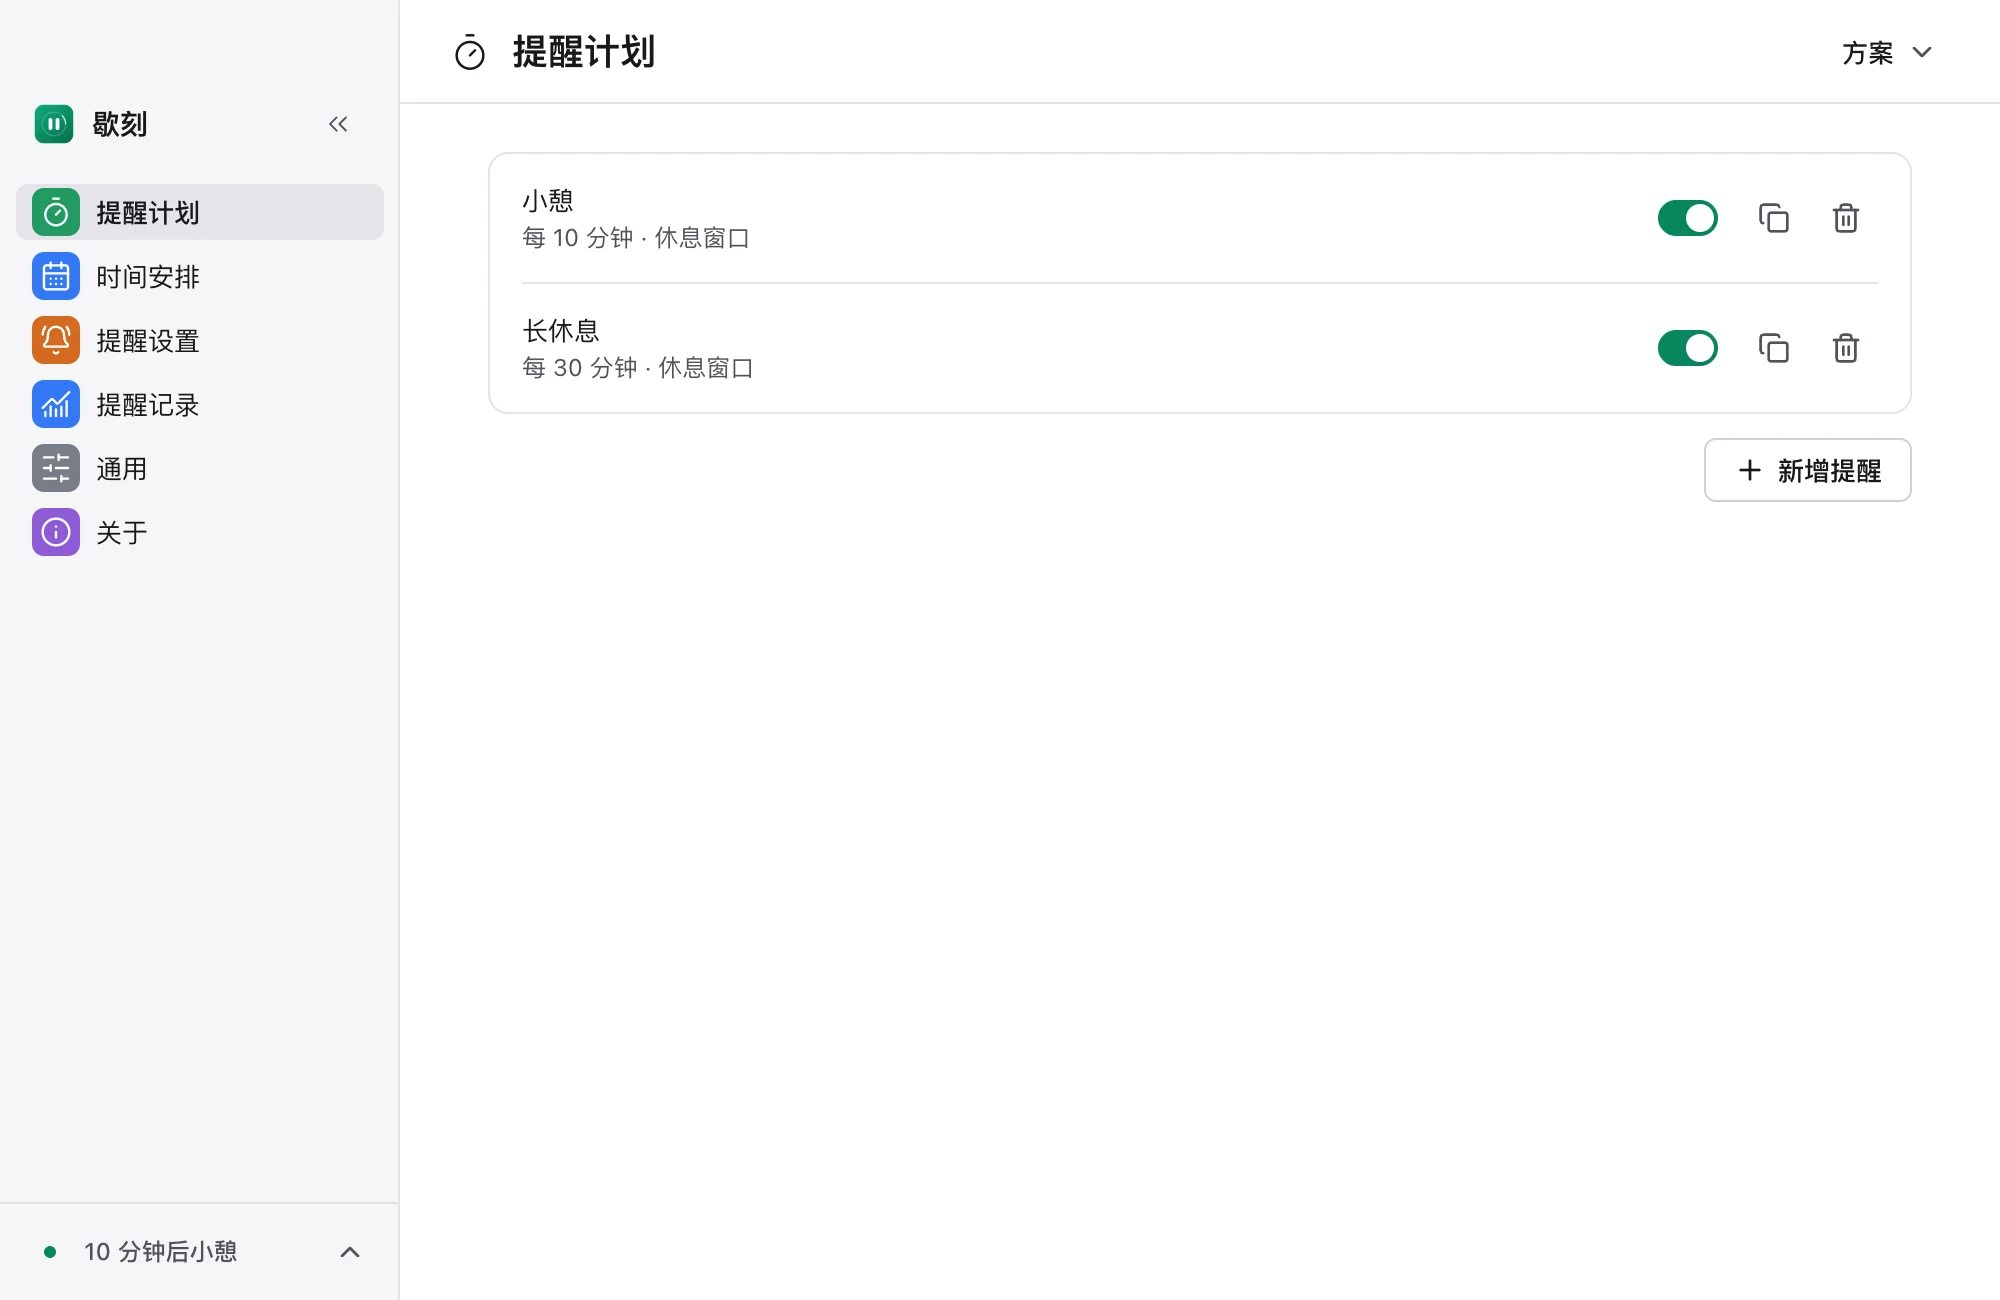 歇刻
提醒计划
时间安排
提醒设置
提醒记录
通用
关于
10 分钟后小憩
提醒计划
方案
小憩
每 10 分钟 · 休息窗口
长休息
每 30 分钟 · 休息窗口
新增提醒